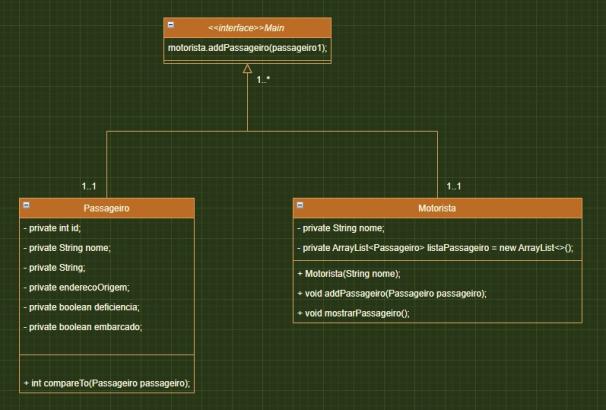 <<interface>>Main
motorista.addPassageiro(passageiro1);
1..*
1..1
1..1
Passageiro
- private int id;
- private String nome;
- private String;
- private enderecoOrigem;
- private boolean deficiencia;
- private boolean embarcado;
+ int compareTo(Passageiro passageiro);
Motorista
- private String nome;
- private ArrayList<Passageiro> listaPassageiro = new ArrayList<>();
+ Motorista(String nome);
+ void addPassageiro(Passageiro passageiro);
+ void mostrarPassageiro();